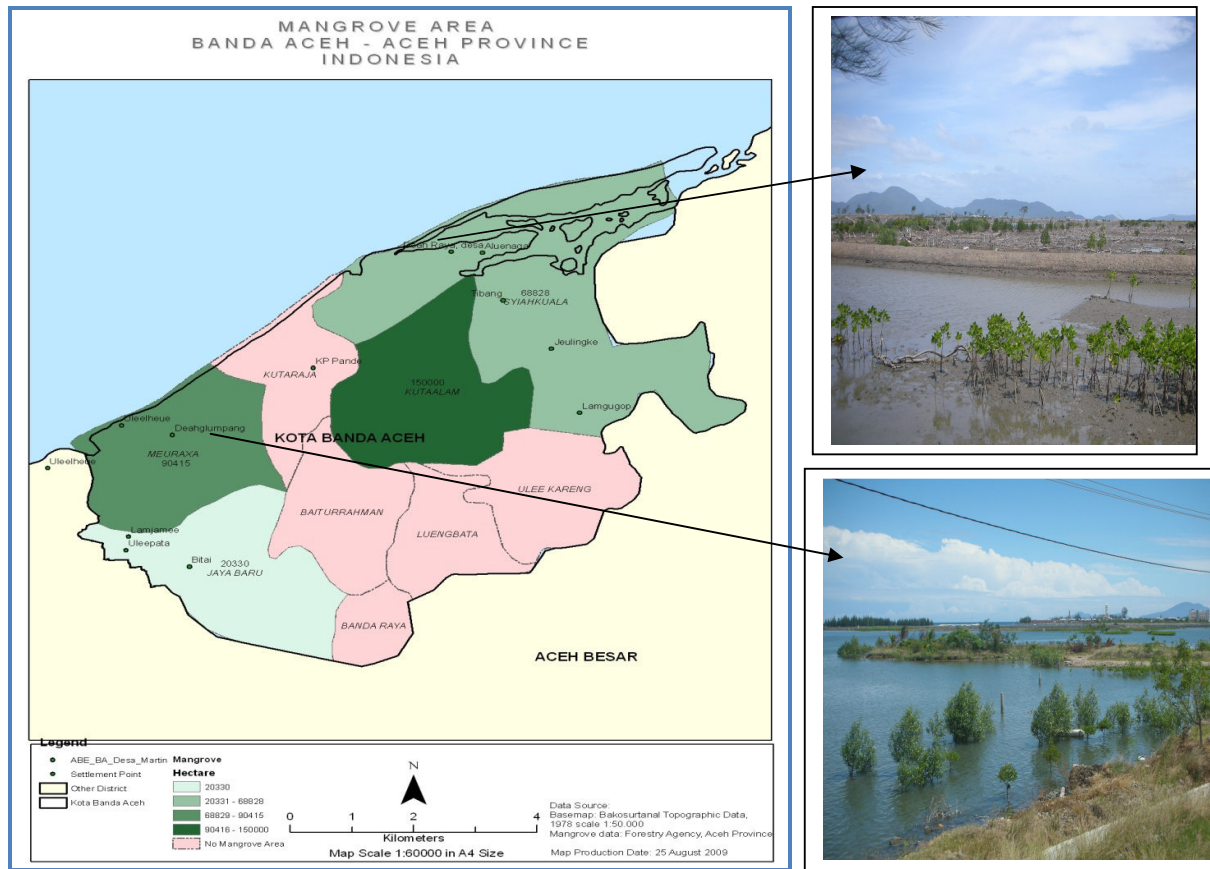 MANGROVE AREA
BANDA ACEH - ACEH PROVINCE
INDONESIA
desa Aluenaga
Tibang
68828
SYIAHKUALA
Jeulingke
KP Pande
KUTARAJA
150000
KUTAALAM
Lamgugop
Uleelheue
Deahglumpang
KOTA BANDA ACEH
MEURAXA
90415
Uleelheue
ULEE KARENG
BAITURRAHMAN
LUENGBATA
Lamjamee
Uleepata
Bitai
20330
JAYA BARU
BANDA RAYA
ACEH BESAR
Legend
ABE_BA_Desa_Martin
Settlement Point
Other District
Kota Banda Aceh
Mangrove
Hectare
20330
20331 - 68828
68829 - 90415
90416 - 150000
No Mangrove Area
N
0 2 4
Kilometers
Map Scale 1:60000 in A4 Size
Data Source:
Basemap: Bakosurtanal Topographic Data,
1978 scale 1:50.000
Mangrove data: Forestry Agency, Aceh Province
Map Production Date: 25 August 2009